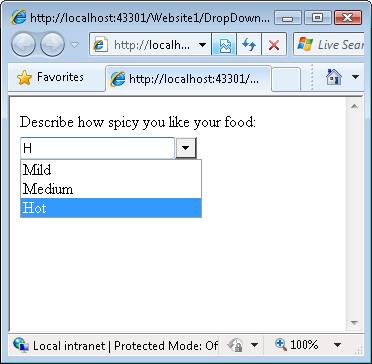 http://localhost:43301/Website1/DropDown...
http://localh...
Live Sear
Favorites
http://localhost:43301/...
Describe how spicy you like your food:
H
Mild
Medium
Hot
Local intranet | Protected Mode: Of
100%